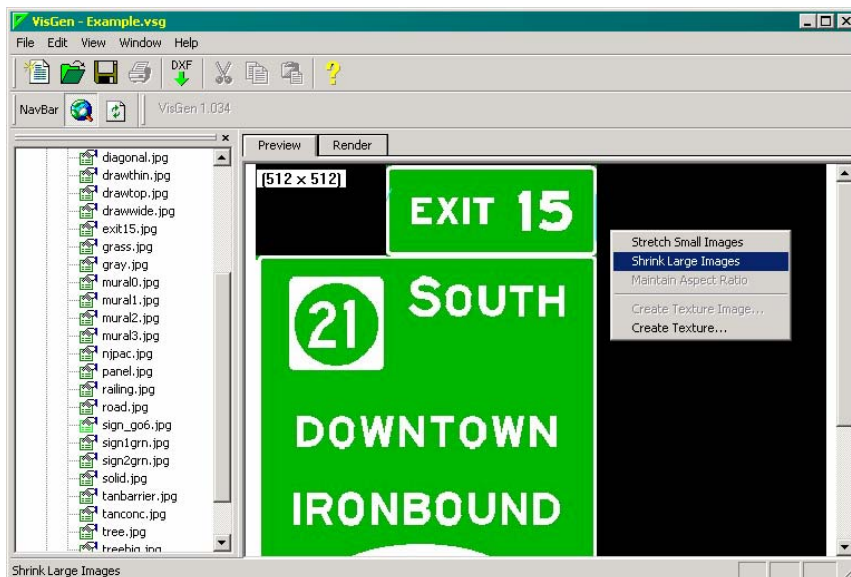 VisGen - Example.vsg
File Edit View Window Help
DXF
NavBar VisGen 1.034
Preview Render
diagonal.jpg
drawthin.jpg
drawtop.jpg
drawwide.jpg
exit15.jpg
grass.jpg
gray.jpg
mural0.jpg
mural1.jpg
mural2.jpg
mural3.jpg
njpac.jpg
panel.jpg
railing.jpg
road.jpg
sign_go6.jpg
sign1grn.jpg
sign2grn.jpg
solid.jpg
tanbarrier.jpg
tanconc.jpg
tree.jpg
treebig.jpg
(512 x 512)
EXIT 15
21 SOUTH
DOWNTOWN
IRONBOUND
Stretch Small Images
Shrink Large Images
Maintain Aspect Ratio
Create Texture Image...
Create Texture...
Shrink Large Images